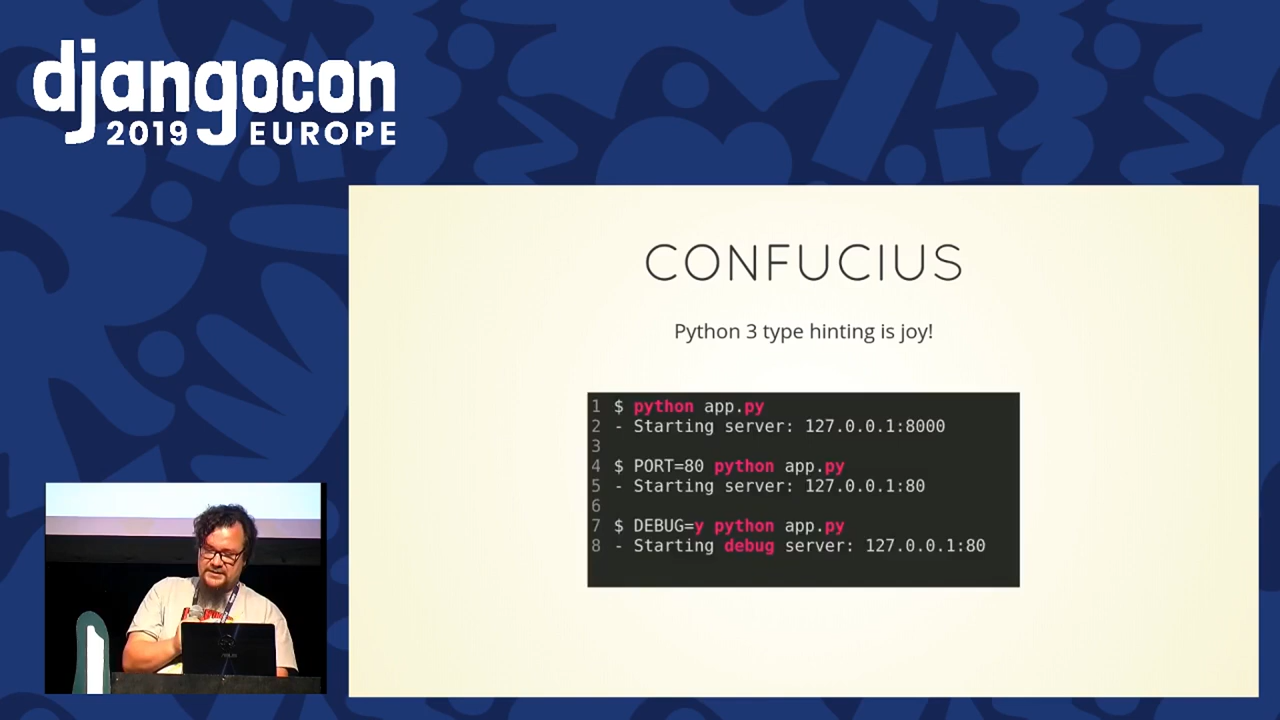 djangocon
2019 EUROPE
CONFUCIUS
Python 3 type hinting is joy!
1 $ python app.py
2 - Starting server: 127.0.0.1:8000
3
4 $ PORT=80 python app.py
5 - Starting server: 127.0.0.1:80
6
7 $ DEBUG=y python app.py
8 - Starting debug server: 127.0.0.1:80